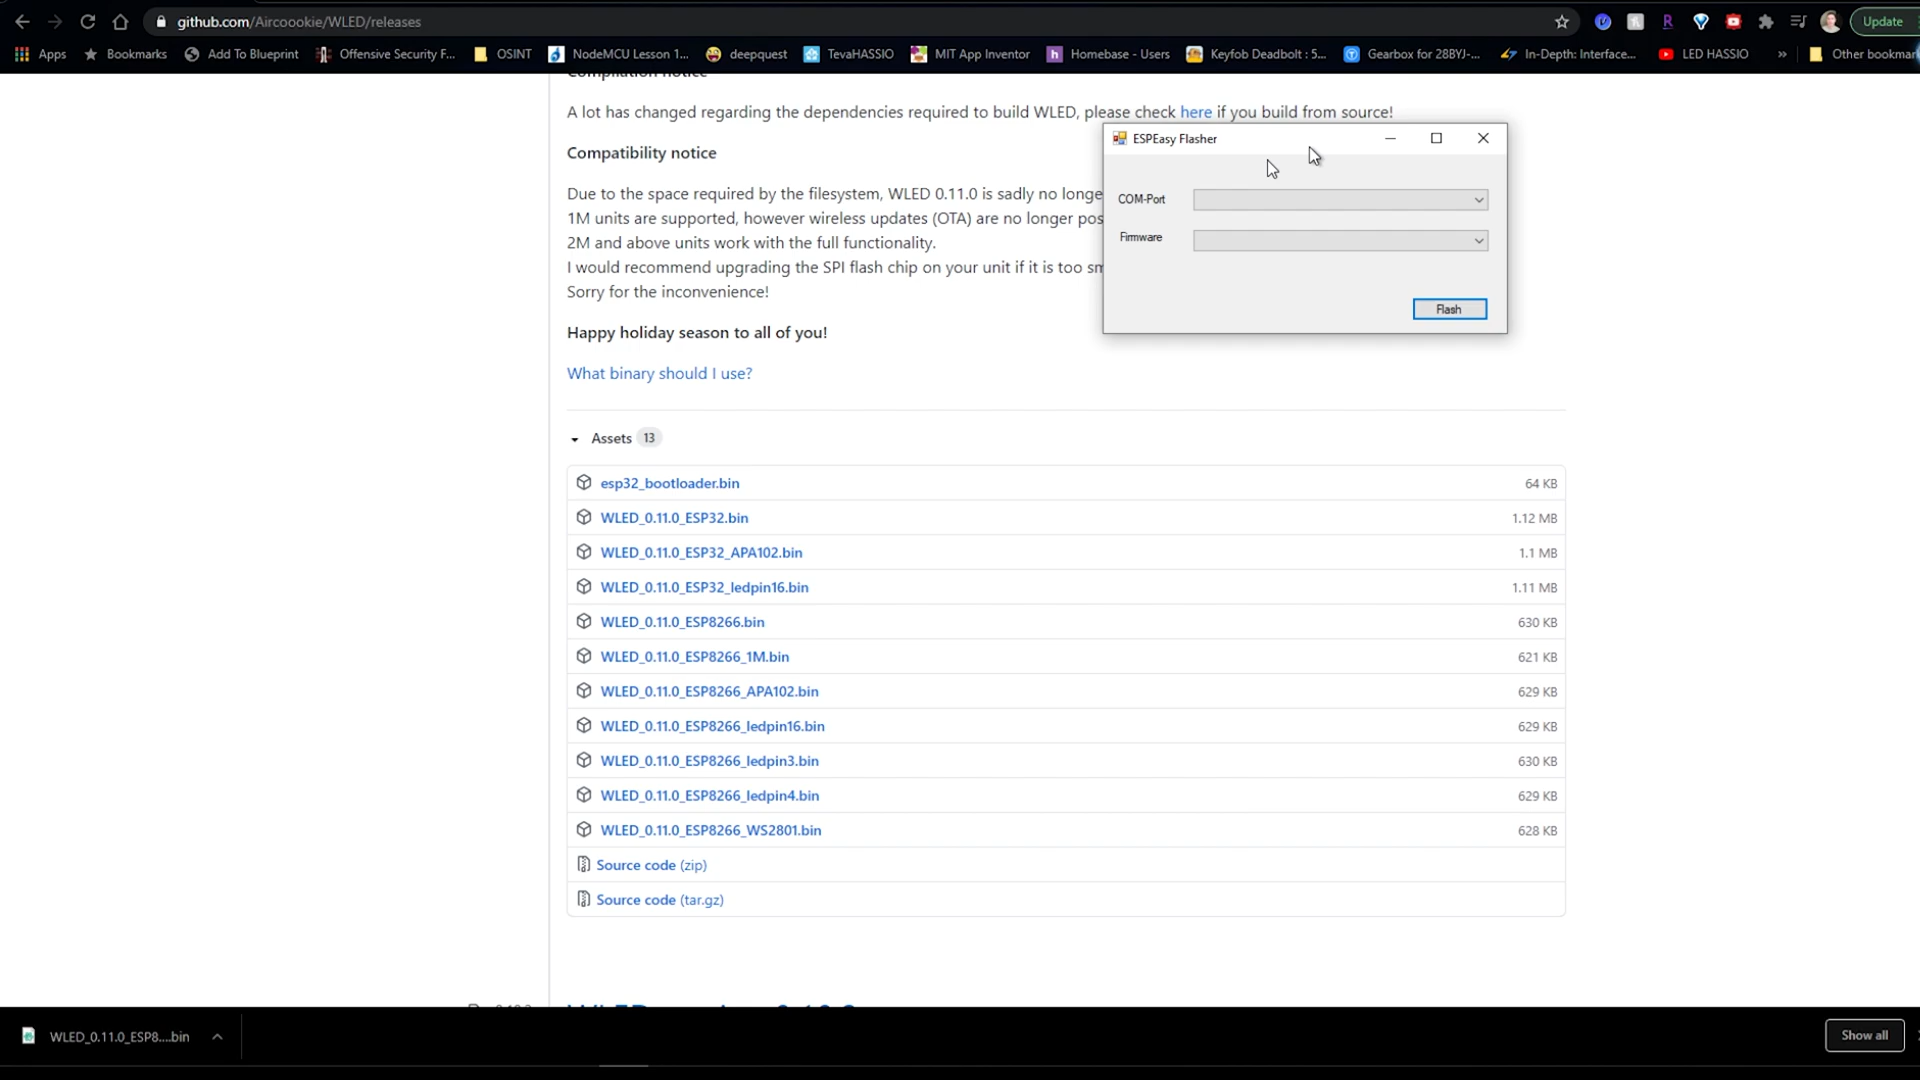 github.com/Aircoookie/WLED/releases
Update
Apps
Bookmarks
Add To Blueprint
Offensive Security F...
OSINT
NodeMCU Lesson 1...
deepquest
TevaHASSIO
MIT App Inventor
Homebase - Users
Keyfob Deadbolt : 5...
Gearbox for 28BYJ-...
In-Depth: Interface...
LED HASSIO
»
Other bookmar
Compilation notice
A lot has changed regarding the dependencies required to build WLED, please check here if you build from source!
Compatibility notice
Due to the space required by the filesystem, WLED 0.11.0 is sadly no longe
1M units are supported, however wireless updates (OTA) are no longer pos
2M and above units work with the full functionality.
I would recommend upgrading the SPI flash chip on your unit if it is too sm
Sorry for the inconvenience!
ESPEasy Flasher
COM-Port
Firmware
Flash
Happy holiday season to all of you!
What binary should I use?
Assets 13
esp32_bootloader.bin 64 KB
WLED_0.11.0_ESP32.bin 1.12 MB
WLED_0.11.0_ESP32_APA102.bin 1.1 MB
WLED_0.11.0_ESP32_ledpin16.bin 1.11 MB
WLED_0.11.0_ESP8266.bin 630 KB
WLED_0.11.0_ESP8266_1M.bin 621 KB
WLED_0.11.0_ESP8266_APA102.bin 629 KB
WLED_0.11.0_ESP8266_ledpin16.bin 629 KB
WLED_0.11.0_ESP8266_ledpin3.bin 630 KB
WLED_0.11.0_ESP8266_ledpin4.bin 629 KB
WLED_0.11.0_ESP8266_WS2801.bin 628 KB
Source code (zip)
Source code (tar.gz)
WLED_0.11.0_ESP8....bin
Show all